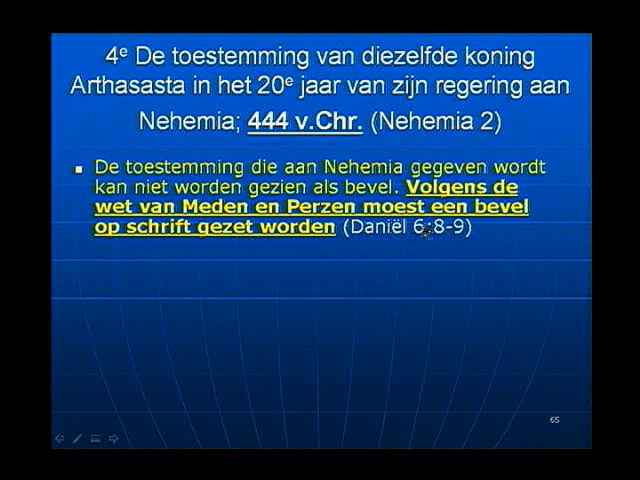 4e De toestemming van diezelfde koning
Arthasasta in het 20e jaar van zijn regering aan
Nehemia; 444 v.Chr. (Nehemia 2)
De toestemming die aan Nehemia gegeven wordt
kan niet worden gezien als bevel. Volgens de
wet van Meden en Perzen moest een bevel
op schrift gezet worden (Daniël 6:8-9)
65